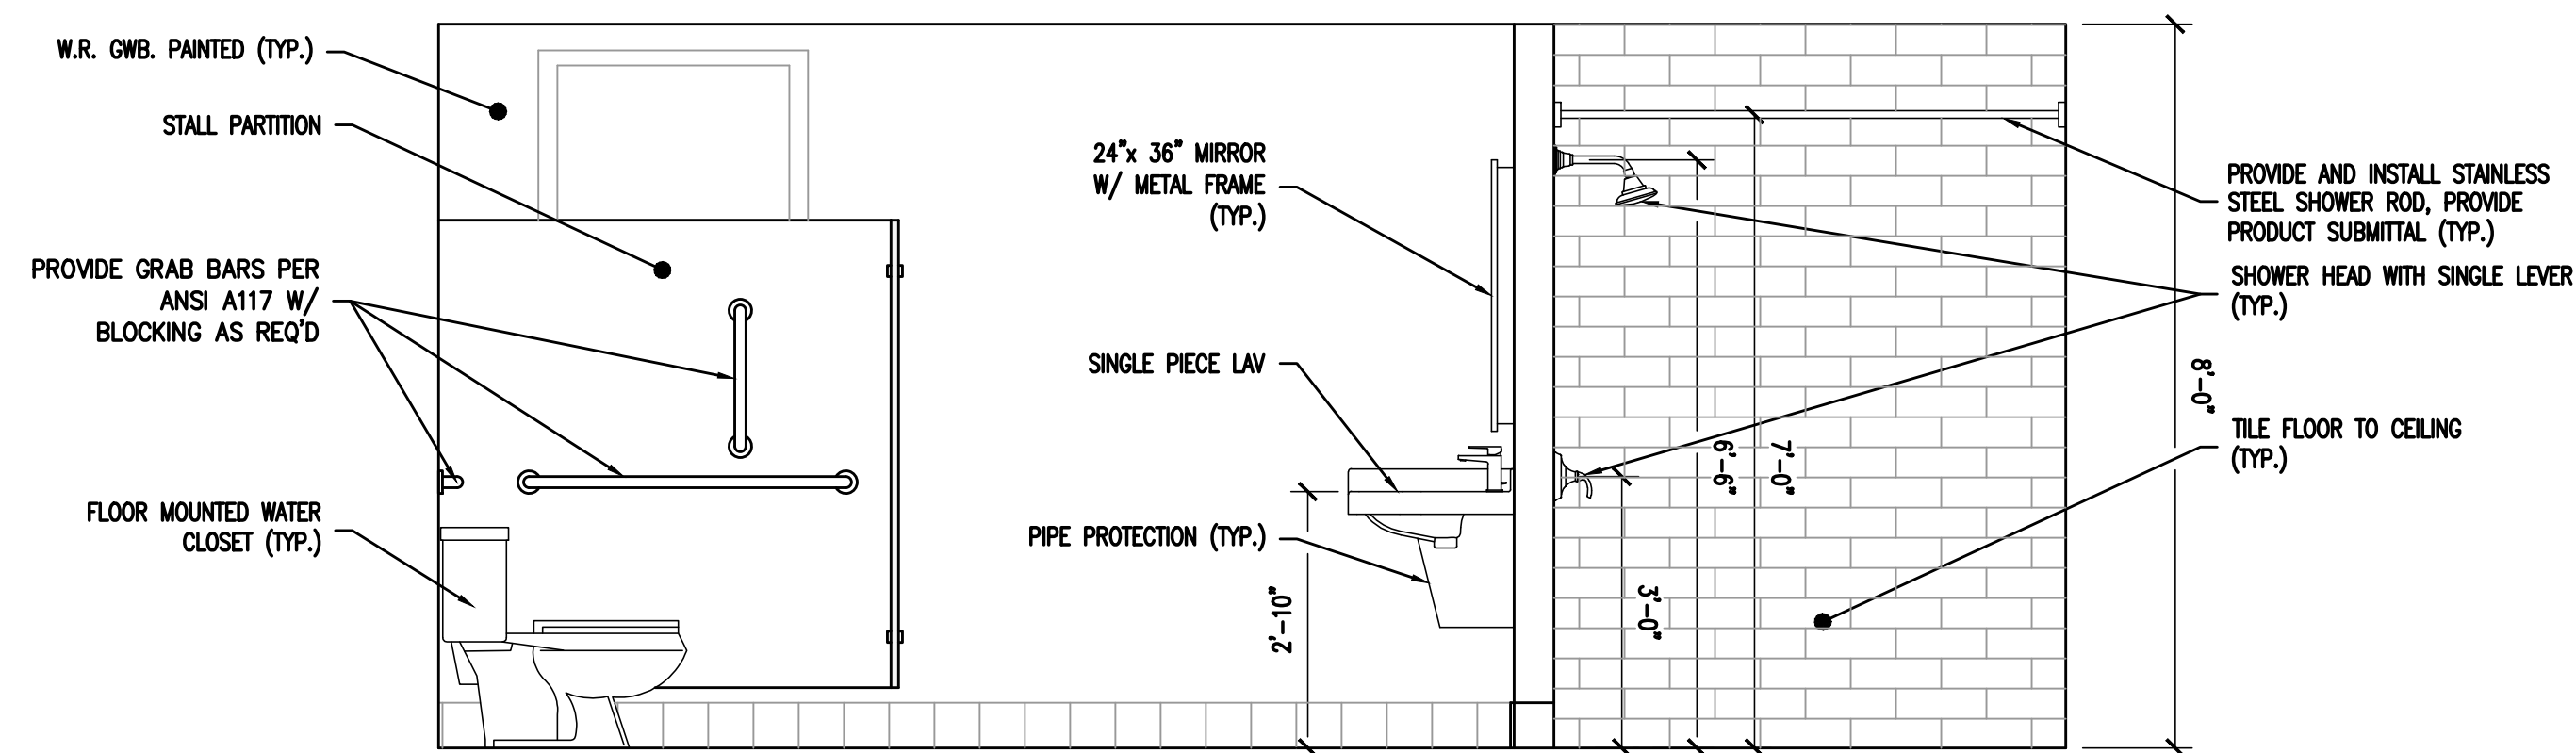 W.R. GWB. PAINTED (TYP.)
STALL PARTITION
PROVIDE GRAB BARS PER
ANSI A117 W/
BLOCKING AS REQ'D
FLOOR MOUNTED WATER
CLOSET (TYP.)
24"x 36" MIRROR
W/ METAL FRAME
(TYP.)
SINGLE PIECE LAV
PIPE PROTECTION (TYP.)
2'-10"
3'-0"
6'-6"
7'-0"
8'-0"
PROVIDE AND INSTALL STAINLESS
STEEL SHOWER ROD, PROVIDE
PRODUCT SUBMITTAL (TYP.)
SHOWER HEAD WITH SINGLE LEVER
(TYP.)
TILE FLOOR TO CEILING
(TYP.)